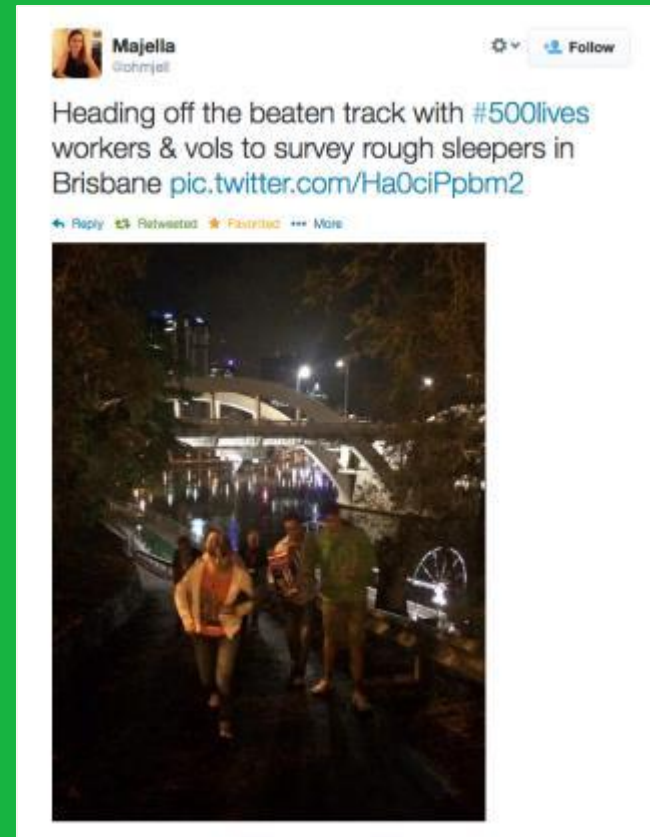 Majella
@ohmjell
Follow
Heading off the beaten track with #500lives
workers & vols to survey rough sleepers in
Brisbane pic.twitter.com/Ha0ciPpbm2
Reply Retweeted Favorited More